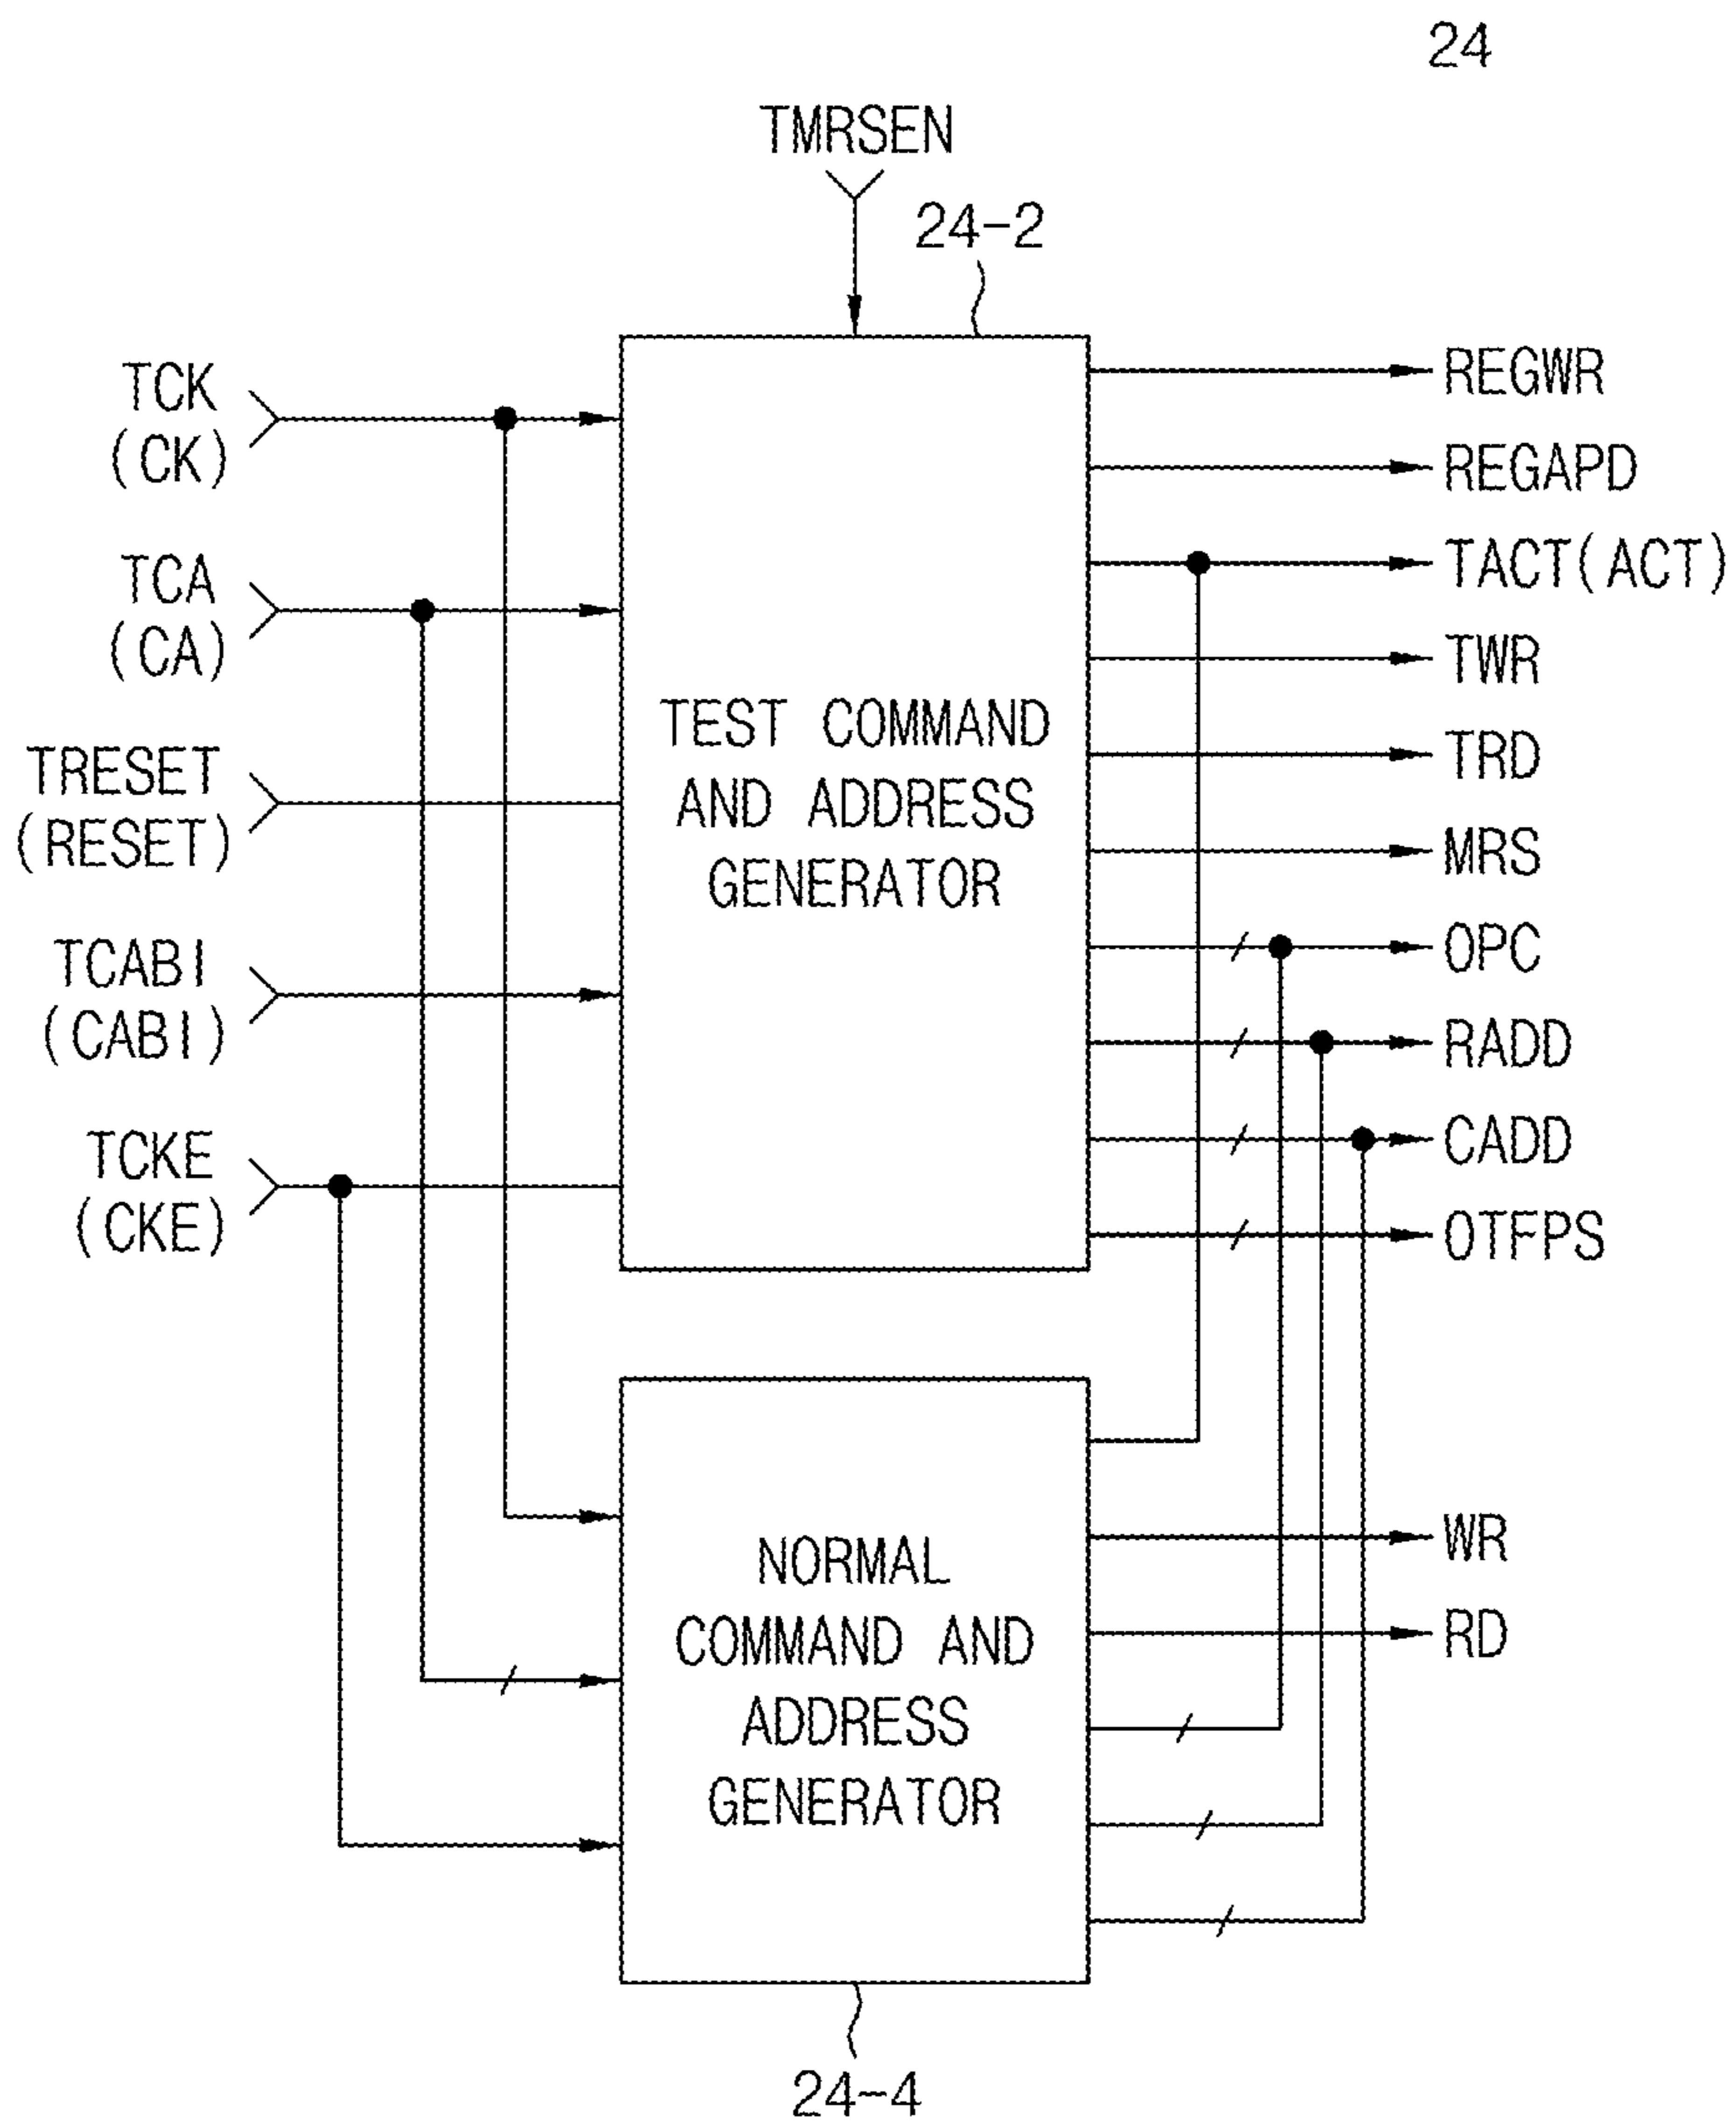 24
TMRSEN
24-2
TCK
(CK)
TCA
(CA)
TRESET
(RESET)
TCABI
(CABI)
TCKE
(CKE)
TEST COMMAND
AND ADDRESS
GENERATOR
REGWR
REGAPD
TACT(ACT)
TWR
TRD
MRS
OPC
RADD
CADD
OTFPS
NORMAL
COMMAND AND
ADDRESS
GENERATOR
WR
RD
24-4